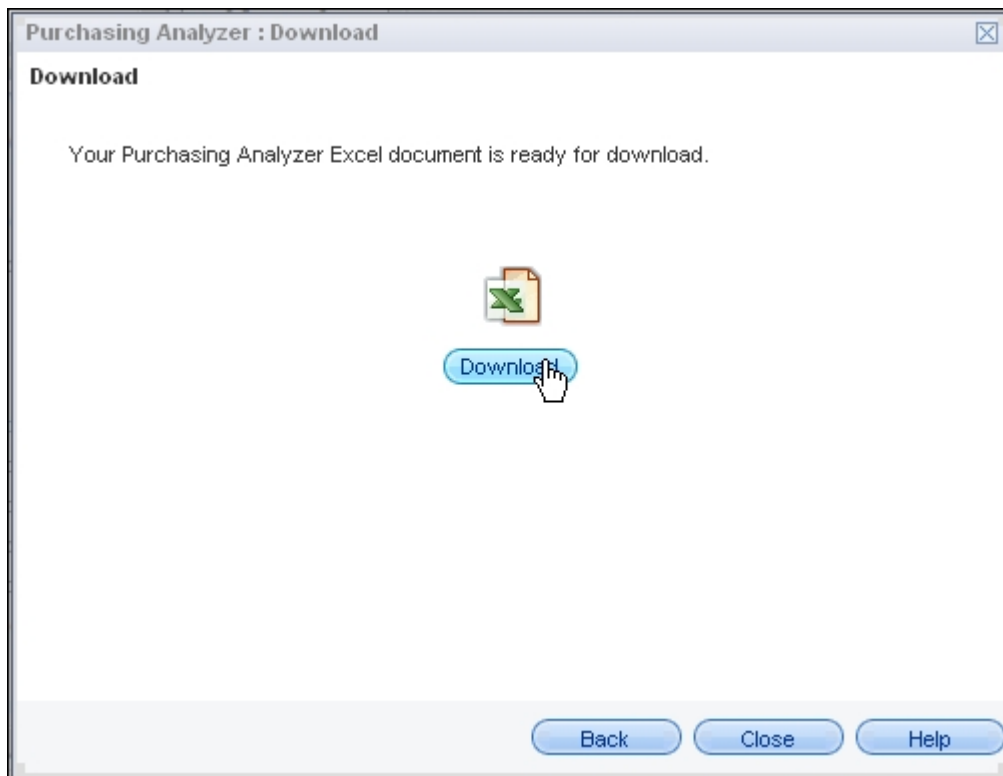 Purchasing Analyzer : Download
Download
Your Purchasing Analyzer Excel document is ready for download.
Download
Back
Close
Help